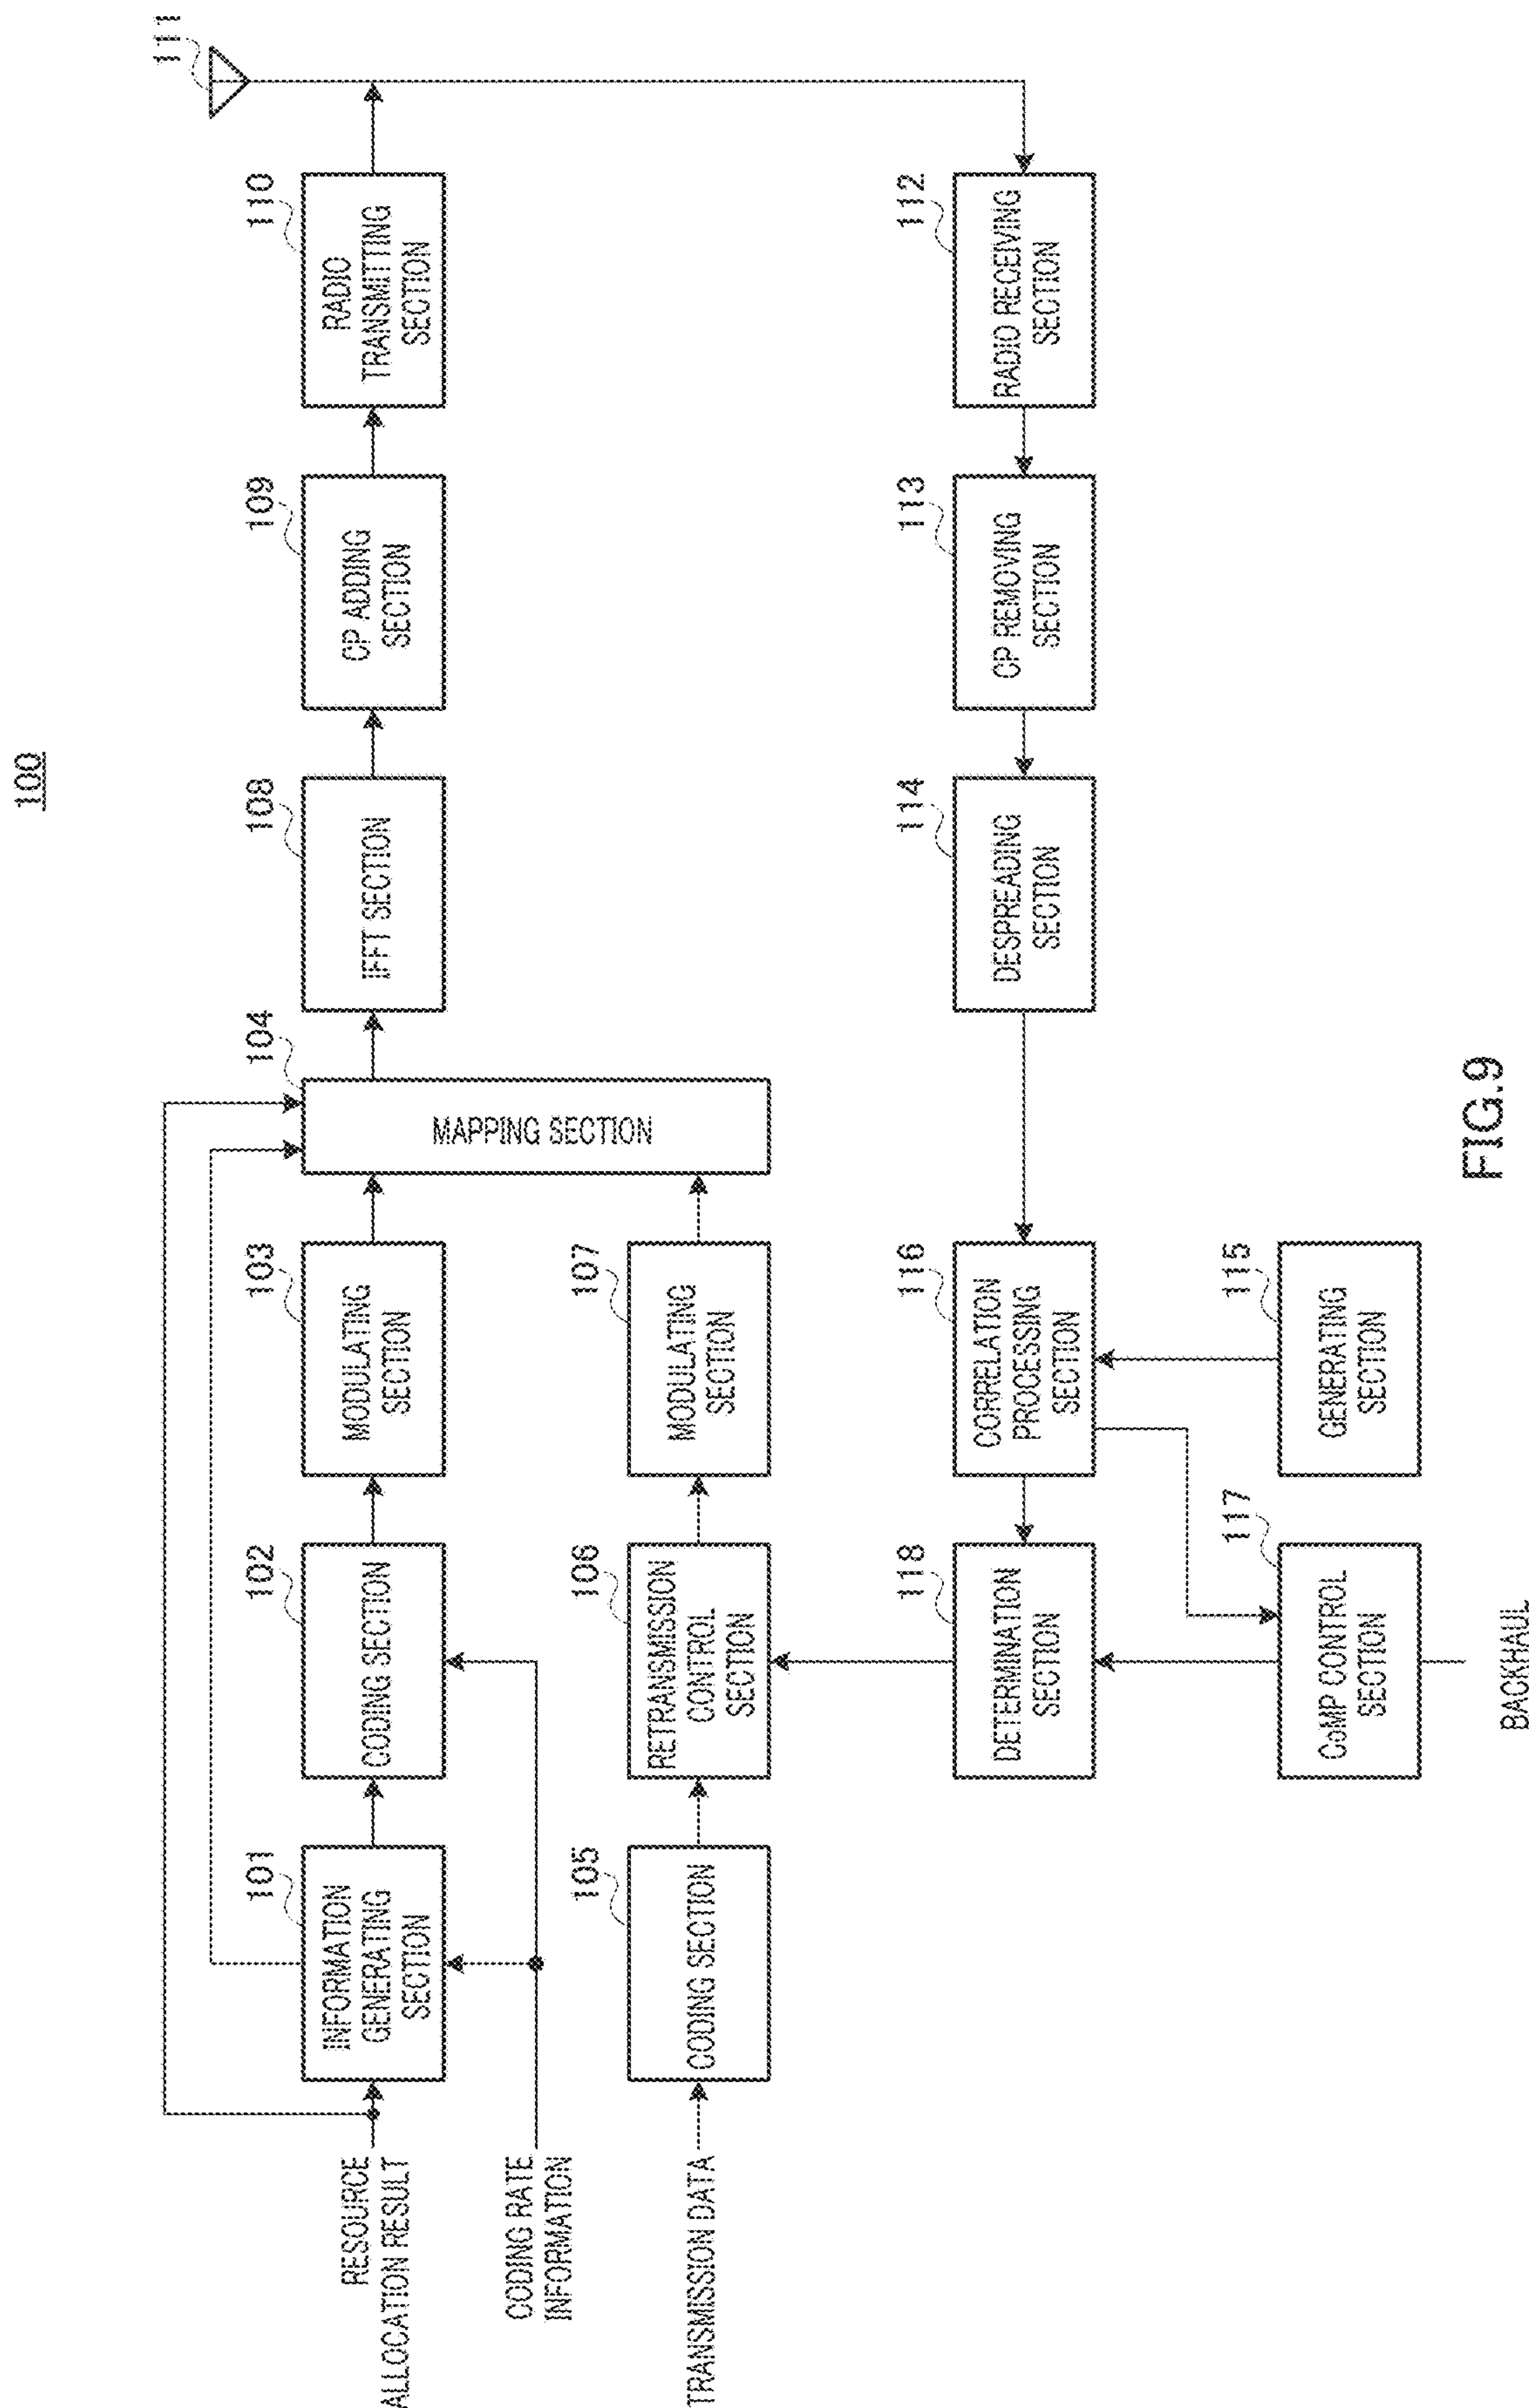 100
111
110
RADIO
TRANSMITTING
SECTION
109
CP ADDING
SECTION
108
IFFT SECTION
104
MAPPING SECTION
103
MODULATING
SECTION
102
CODING SECTION
101
INFORMATION
GENERATING
SECTION
RESOURCE
ALLOCATION RESULT
CODING RATE
INFORMATION
107
MODULATING
SECTION
106
RETRANSMISSION
CONTROL
SECTION
105
CODING SECTION
TRANSMISSION DATA
112
RADIO RECEIVING
SECTION
113
CP REMOVING
SECTION
114
DESPREADING
SECTION
116
CORRELATION
PROCESSING
SECTION
118
DETERMINATION
SECTION
115
GENERATING
SECTION
117
CoMP CONTROL
SECTION
BACKHAUL
FIG.9